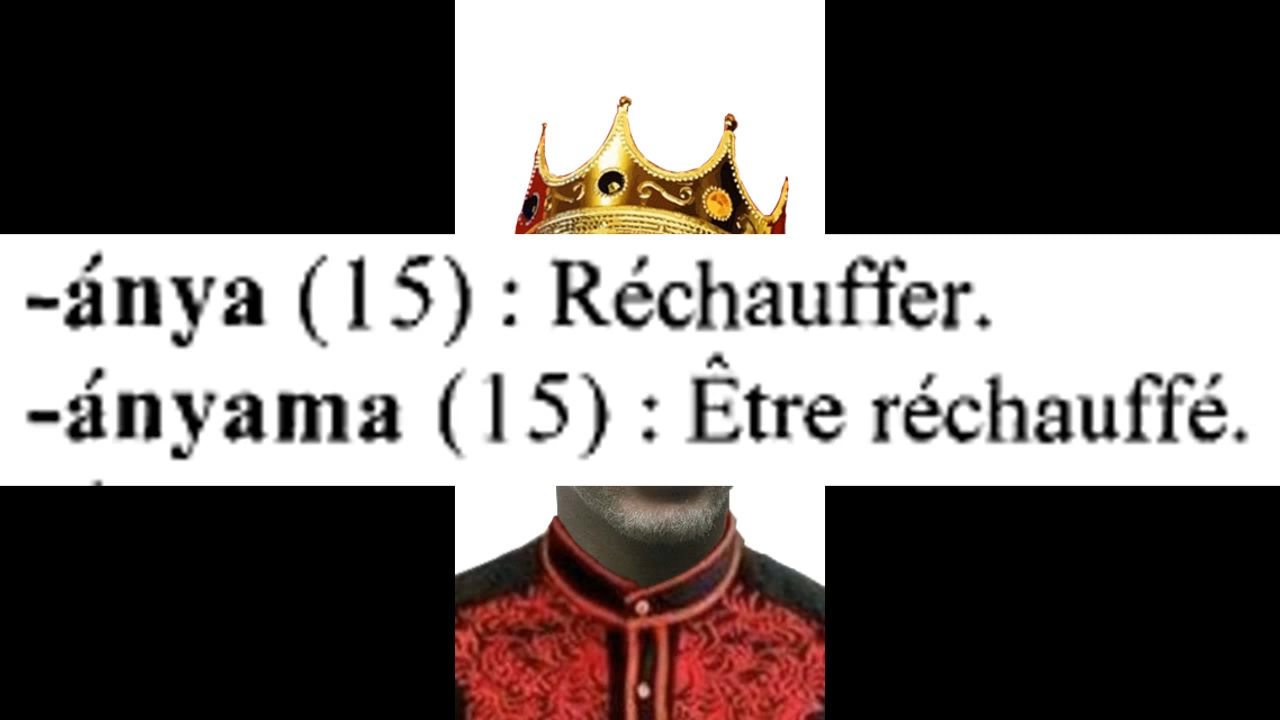 -ánya (15) : Réchauffer.
-ányama (15) : Être réchauffé.